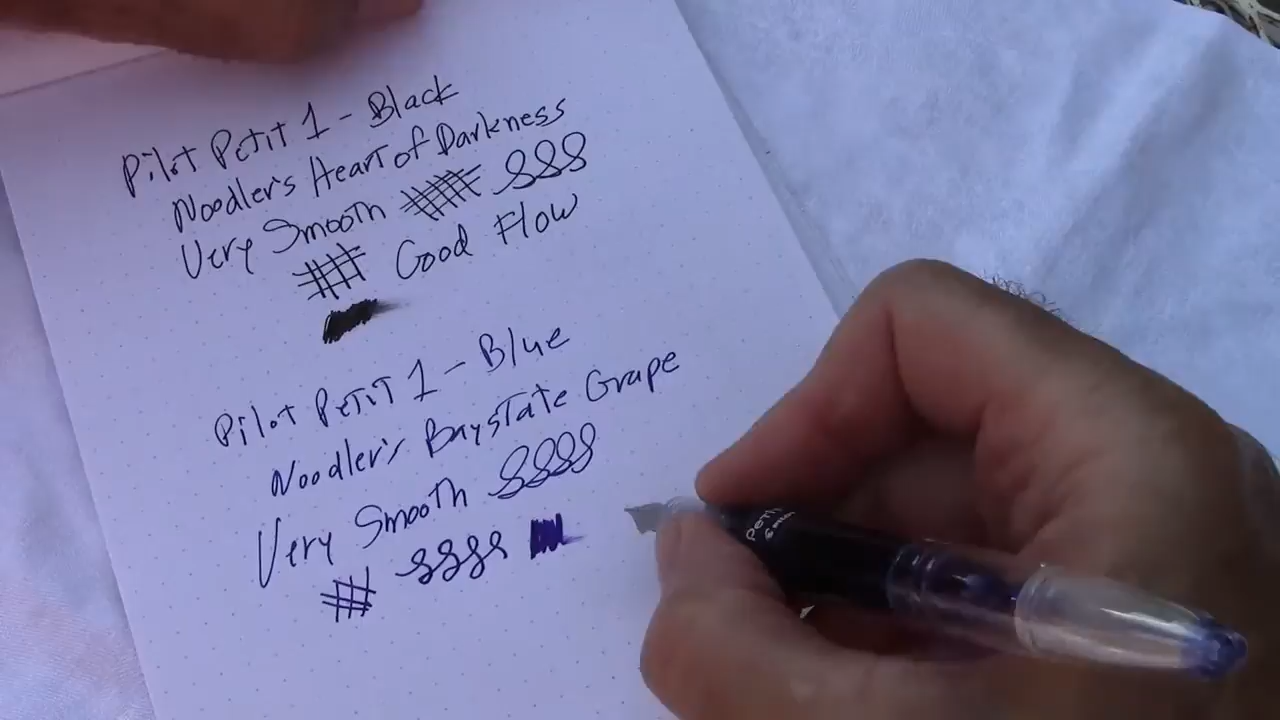 Pilot Petit 1 - Black
Noodler's Heart of Darkness
Very Smooth
Good Flow
Pilot Petit 1 - Blue
Noodler's Baystate Grape
Very Smooth
petit